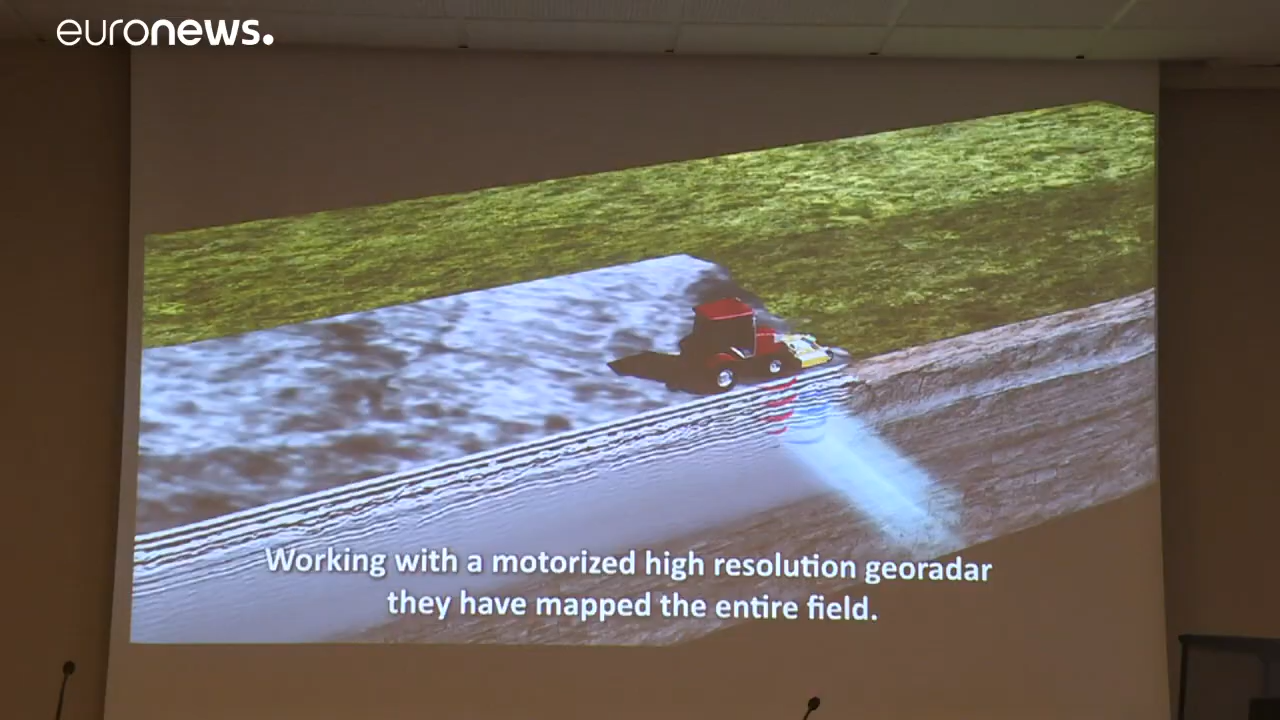 euronews.
Working with a motorized high resolution georadar
they have mapped the entire field.